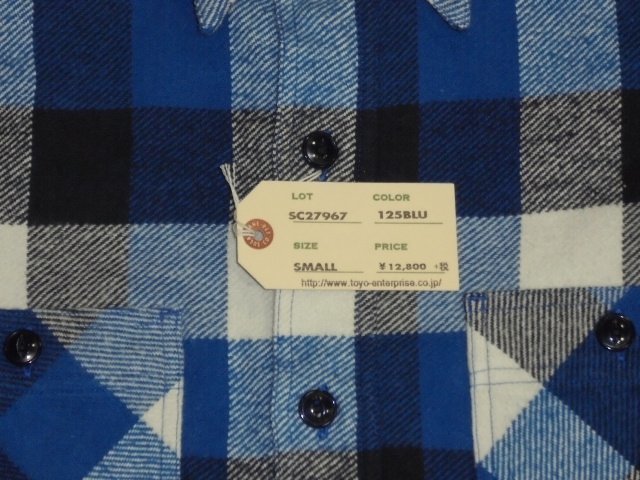 LOT COLOR
SC27967 125BLU
SIZE PRICE
SMALL ¥12,800 +税
http://www.toyo-enterprise.co.jp/